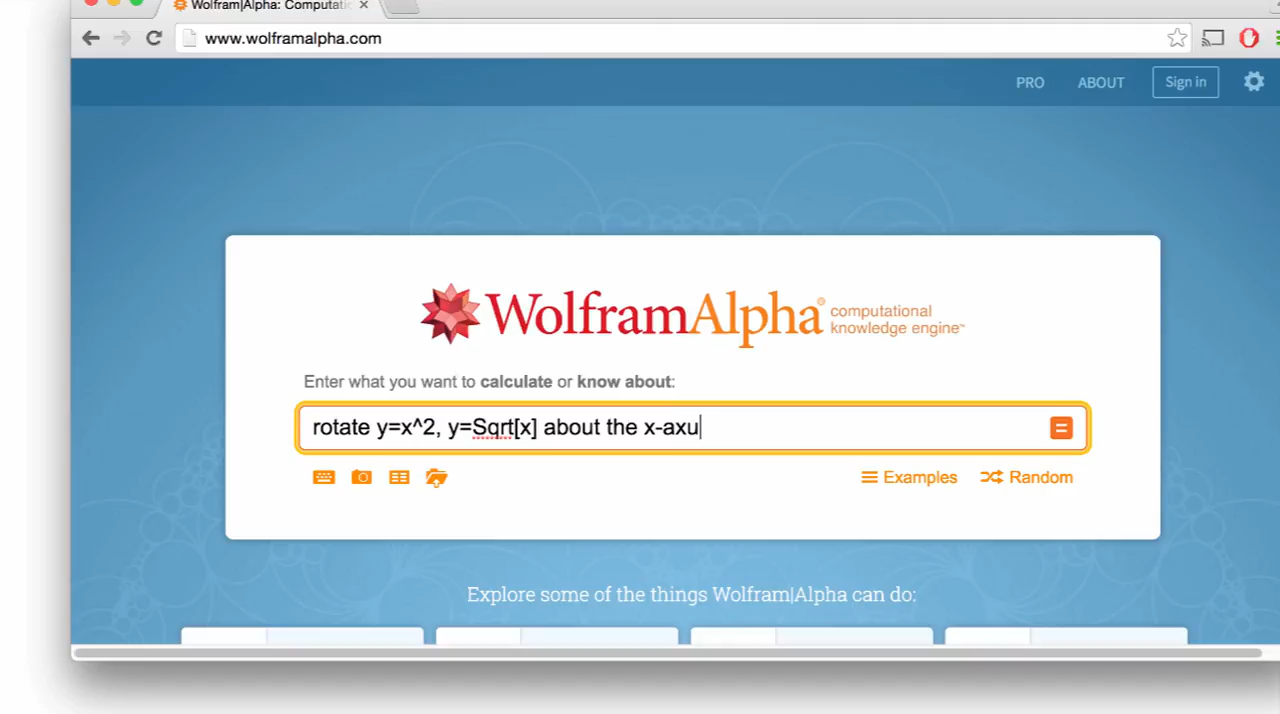 Wolfram|Alpha: Computati
www.wolframalpha.com
PRO ABOUT Sign in
WolframAlpha computational knowledge engine™
Enter what you want to calculate or know about:
rotate y=x^2, y=Sqrt[x] about the x-axu
Examples Random
Explore some of the things Wolfram|Alpha can do: